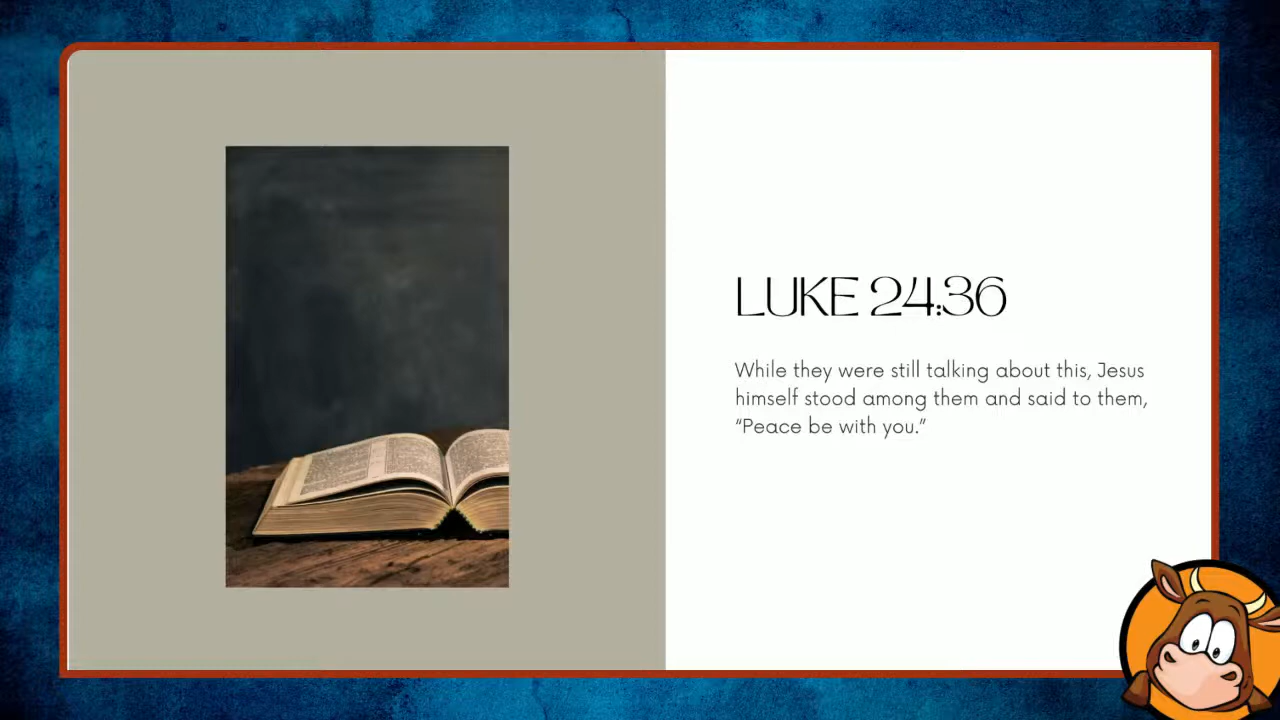 LUKE 24:36
While they were still talking about this, Jesus
himself stood among them and said to them,
“Peace be with you.”